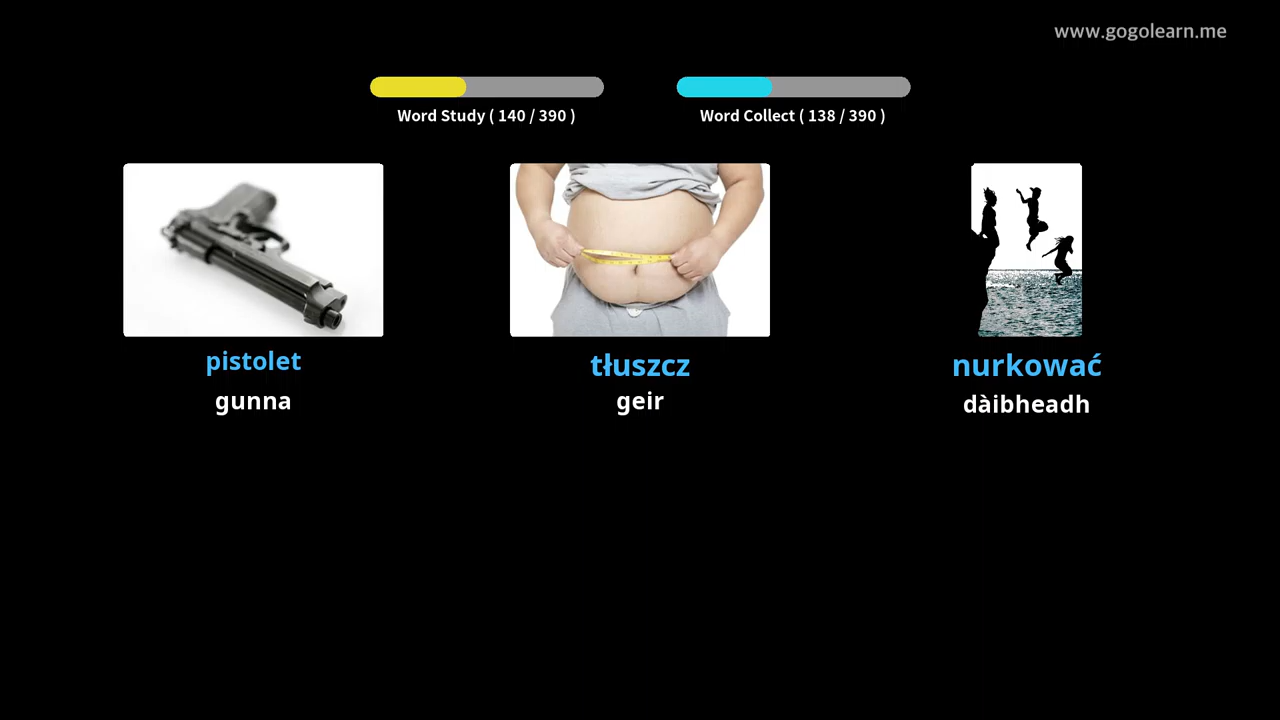 www.gogolearn.me
Word Study ( 140 / 390 )
Word Collect ( 138 / 390 )
pistolet
gunna
tłuszcz
geir
nurkować
dàibheadh